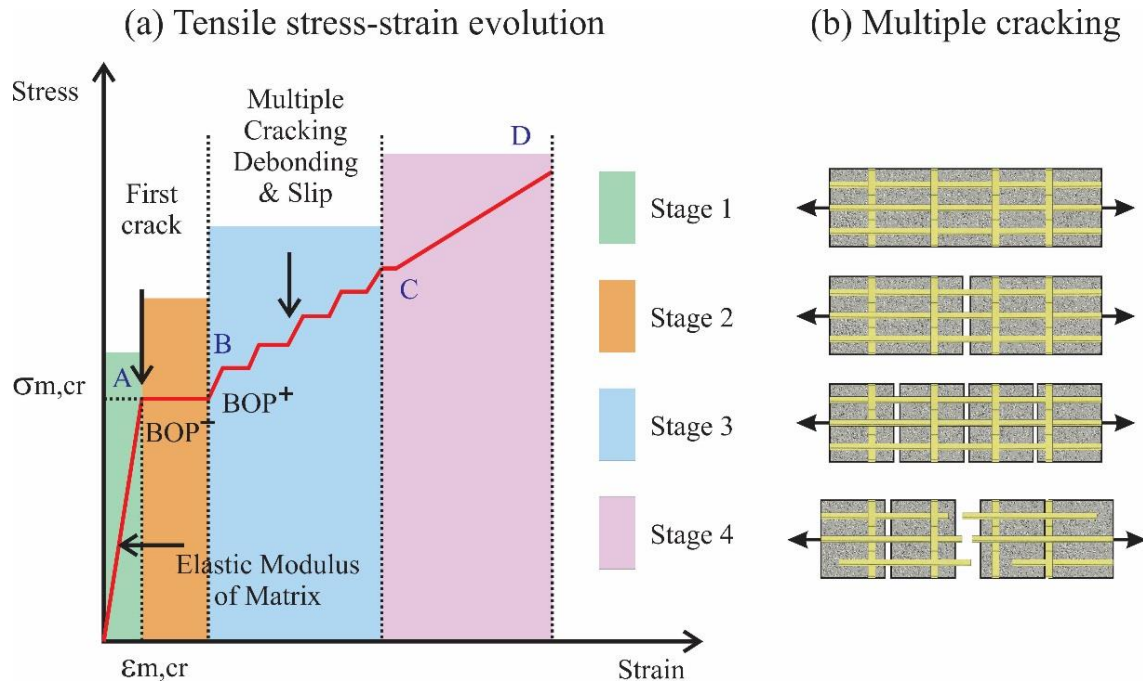 (a) Tensile stress-strain evolution
(b) Multiple cracking
Stress
Multiple
Cracking
Debonding
& Slip
First
crack
D
C
B
A
σm,cr
BOP+
BOP+
Elastic Modulus
of Matrix
εm,cr
Strain
Stage 1
Stage 2
Stage 3
Stage 4